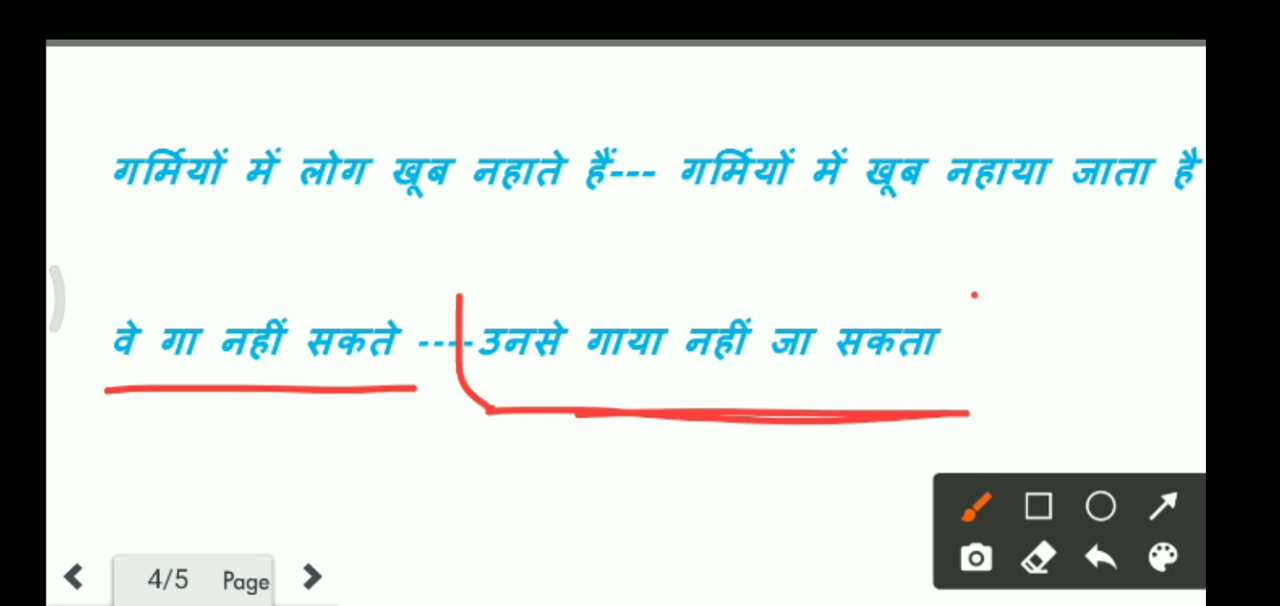 गर्मियों में लोग खूब नहाते हैं--- गर्मियों में खूब नहाया जाता है
वे गा नहीं सकते ----उनसे गाया नहीं जा सकता
4/5 Page